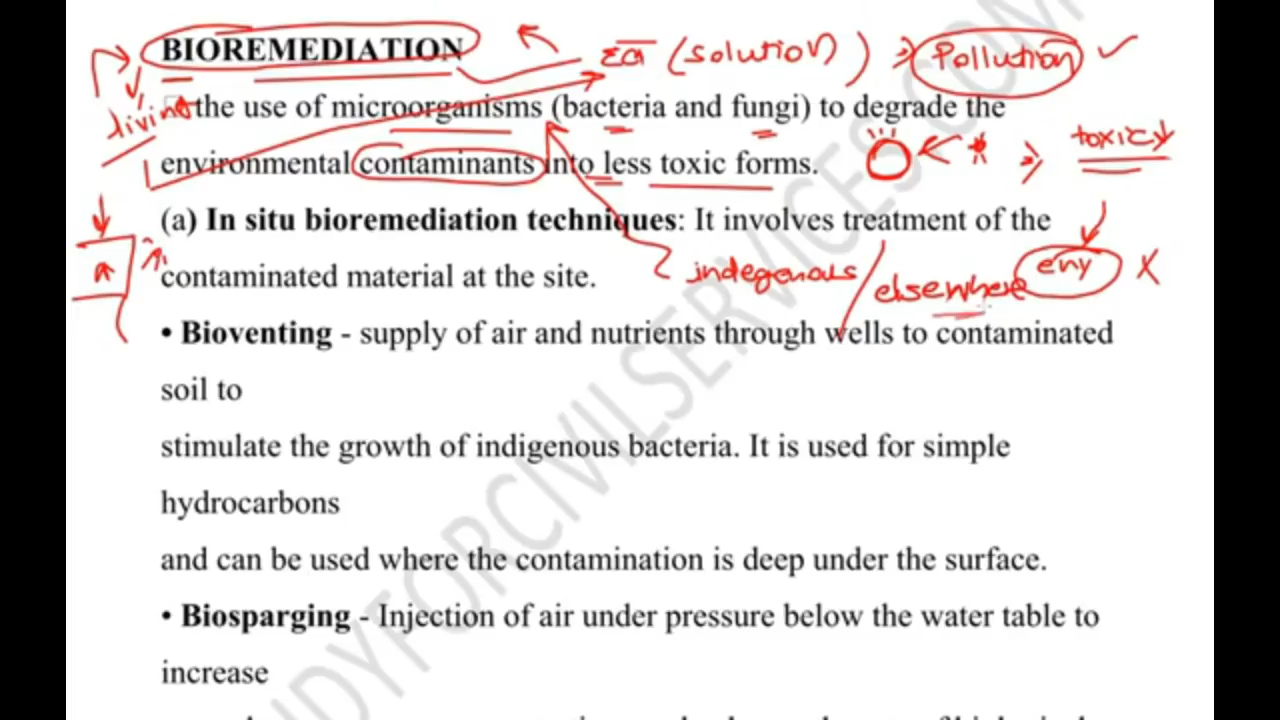 BIOREMEDIATION (solution) Pollution
living the use of microorganisms (bacteria and fungi) to degrade the
environmental contaminants into less toxic forms. toxic
(a) In situ bioremediation techniques: It involves treatment of the
contaminated material at the site. indegenous / elsewhere env X
• Bioventing - supply of air and nutrients through wells to contaminated
soil to
stimulate the growth of indigenous bacteria. It is used for simple
hydrocarbons
and can be used where the contamination is deep under the surface.
• Biosparging - Injection of air under pressure below the water table to
increase
STUDYFORCIVILSERVICES.COM